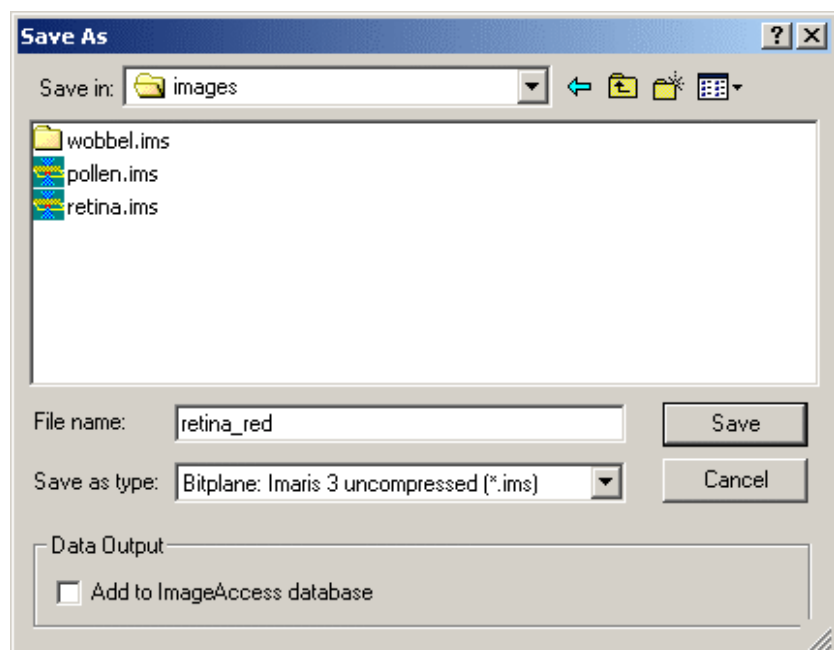 Save As
Save in: images
wobbel.ims
pollen.ims
retina.ims
File name: retina_red Save
Save as type: Bitplane: Imaris 3 uncompressed (*.ims) Cancel
Data Output
Add to ImageAccess database